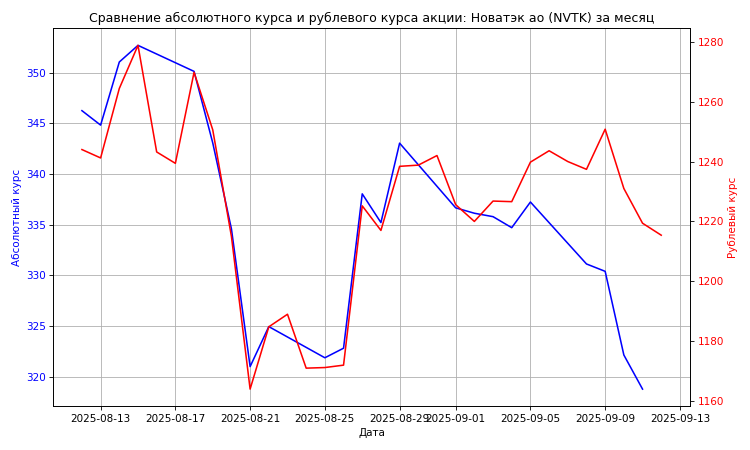 Сравнение абсолютного курса и рублевого курса акции: Новатэк ао (NVTK) за месяц
Абсолютный курс
350
345
340
335
330
325
320
1280
1260
1240
1220
1200
1180
1160
Рублевый курс
2025-08-13 2025-08-17 2025-08-21 2025-08-25 2025-08-29 2025-09-01 2025-09-05 2025-09-09 2025-09-13
Дата